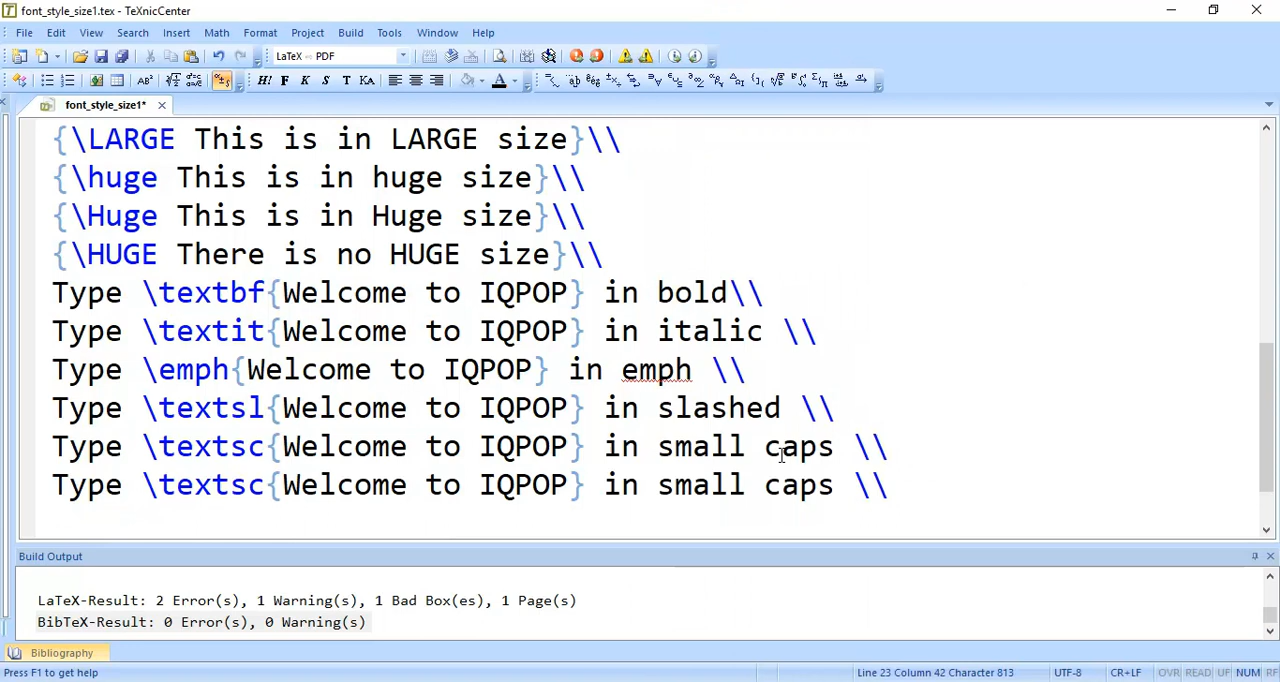 font_style_size1.tex - TeXnicCenter
File Edit View Search Insert Math Format Project Build Tools Window Help
LaTeX ⇨ PDF
font_style_size1*
{\LARGE This is in LARGE size}\\
{\huge This is in huge size}\\
{\Huge This is in Huge size}\\
{\HUGE There is no HUGE size}\\
Type \textbf{Welcome to IQPOP} in bold\\
Type \textit{Welcome to IQPOP} in italic \\
Type \emph{Welcome to IQPOP} in emph \\
Type \textsl{Welcome to IQPOP} in slashed \\
Type \textsc{Welcome to IQPOP} in small caps \\
Type \textsc{Welcome to IQPOP} in small caps \\
Build Output
LaTeX-Result: 2 Error(s), 1 Warning(s), 1 Bad Box(es), 1 Page(s)
BibTeX-Result: 0 Error(s), 0 Warning(s)
Bibliography
Press F1 to get help Line 23 Column 42 Character 813 UTF-8 CR+LF OVR READ UF NUM RF